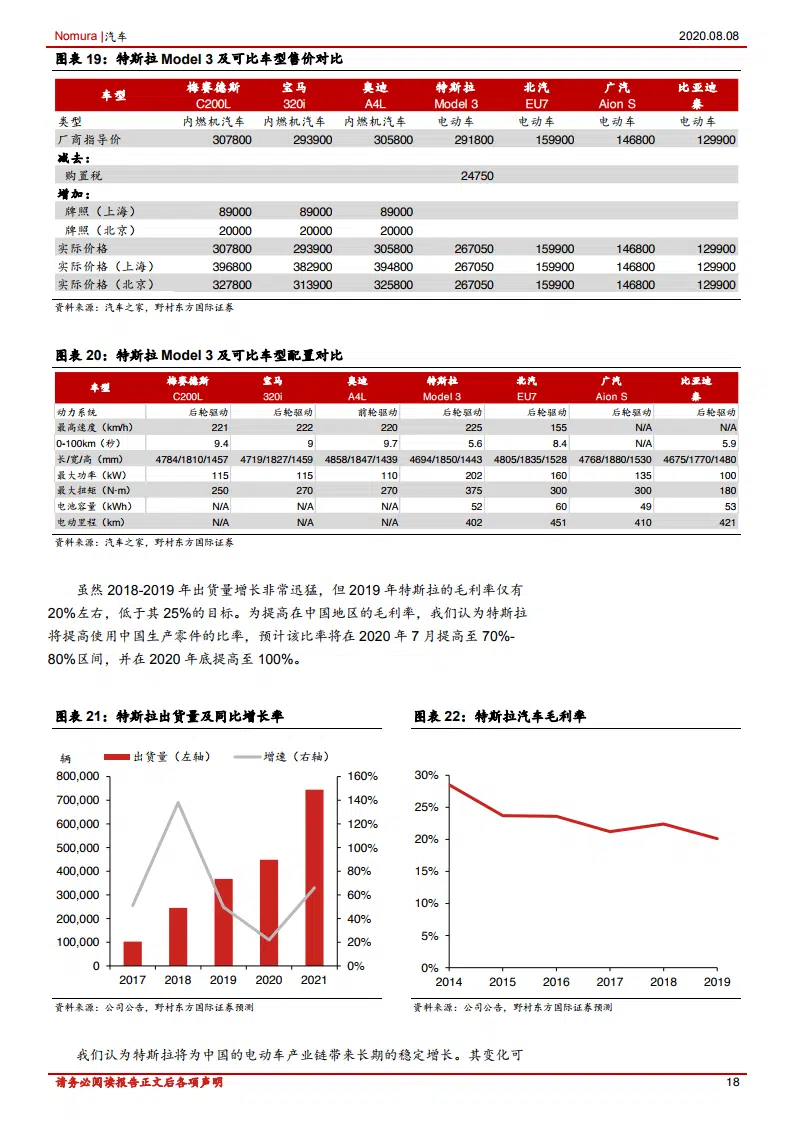 Nomura |汽车 2020.08.08
图表 19：特斯拉 Model 3 及可比车型售价对比
车型 梅赛德斯 C200L 宝马 320i 奥迪 A4L 特斯拉 Model 3 北汽 EU7 广汽 Aion S 比亚迪 秦
类型 内燃机汽车 内燃机汽车 内燃机汽车 电动车 电动车 电动车 电动车
厂商指导价 307800 293900 305800 291800 159900 146800 129900
减去：
购置税 24750
增加：
牌照（上海） 89000 89000 89000
牌照（北京） 20000 20000 20000
实际价格 307800 293900 305800 267050 159900 146800 129900
实际价格（上海） 396800 382900 394800 267050 159900 146800 129900
实际价格（北京） 327800 313900 325800 267050 159900 146800 129900
资料来源：汽车之家，野村东方国际证券
图表 20：特斯拉 Model 3 及可比车型配置对比
车型 梅赛德斯 C200L 宝马 320i 奥迪 A4L 特斯拉 Model 3 北汽 EU7 广汽 Aion S 比亚迪 秦
动力系统 后轮驱动 后轮驱动 前轮驱动 后轮驱动 后轮驱动 后轮驱动 后轮驱动
最高速度（km/h） 221 222 220 225 155 N/A N/A
0-100km（秒） 9.4 9 9.7 5.6 8.4 N/A 5.9
长/宽/高（mm） 4784/1810/1457 4719/1827/1459 4858/1847/1439 4694/1850/1443 4805/1835/1528 4768/1880/1530 4675/1770/1480
最大功率（kW） 115 115 110 202 160 135 100
最大扭矩（N·m） 250 270 270 375 300 300 180
电池容量（kWh） N/A N/A N/A 52 60 49 53
电动里程（km） N/A N/A N/A 402 451 410 421
资料来源：汽车之家，野村东方国际证券
虽然 2018-2019 年出货量增长非常迅猛，但 2019 年特斯拉的毛利率仅有
20%左右，低于其 25%的目标。为提高在中国地区的毛利率，我们认为特斯拉
将提高使用中国生产零件的比率，预计该比率将在 2020 年 7 月提高至 70%-
80%区间，并在 2020 年底提高至 100%。
图表 21：特斯拉出货量及同比增长率
辆 出货量（左轴） 增速（右轴）
800,000 160%
700,000 140%
600,000 120%
500,000 100%
400,000 80%
300,000 60%
200,000 40%
100,000 20%
0 0%
2017 2018 2019 2020 2021
资料来源：公司公告，野村东方国际证券预测
图表 22：特斯拉汽车毛利率
30%
25%
20%
15%
10%
5%
0%
2014 2015 2016 2017 2018 2019
资料来源：公司公告，野村东方国际证券预测
我们认为特斯拉将为中国的电动车产业链带来长期的稳定增长。其变化可
请务必阅读报告正文后各项声明 18